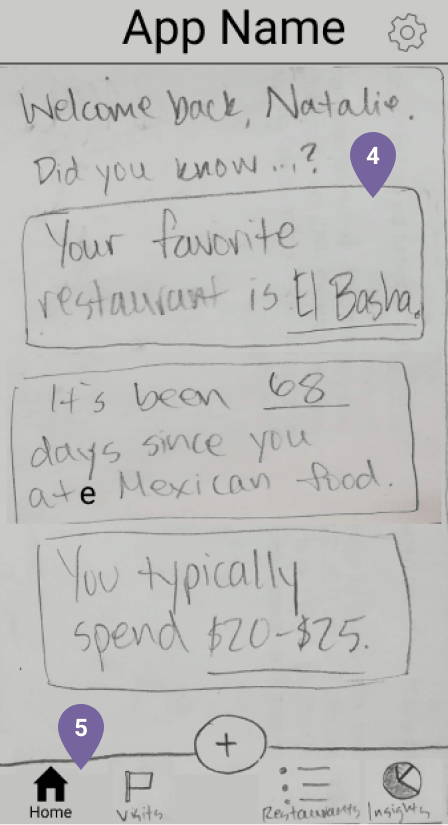 App Name
Welcome back, Natalie.
Did you know...?
4
Your favorite
restaurant is El Basha.
It's been 68
days since you
ate Mexican food.
You typically
spend $20-$25.
5
+
Home
Visits
Restaurants
Insights